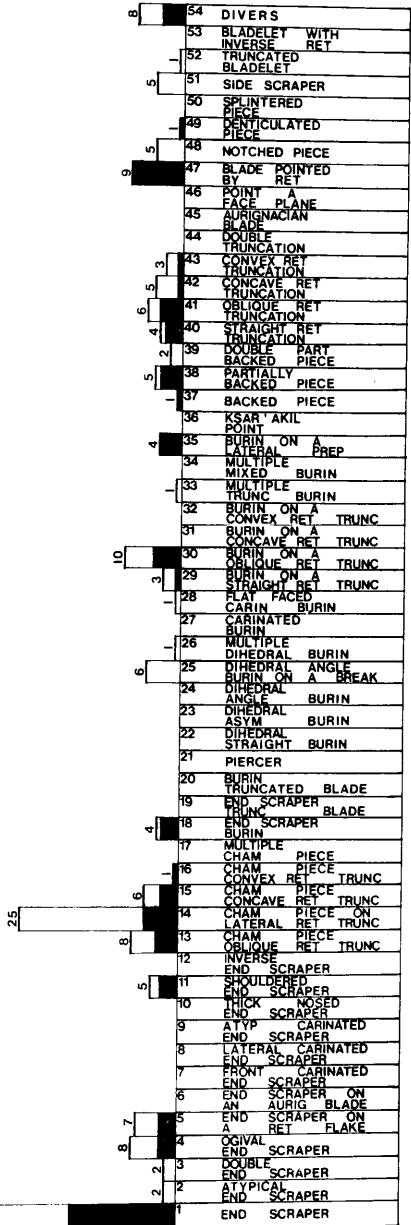 8 54 DIVERS
53 BLADELET WITH
INVERSE RET
1 52 TRUNCATED
BLADELET
5 51 SIDE SCRAPER
50 SPLINTERED
PIECE
1 49 DENTICULATED
PIECE
5 48 NOTCHED PIECE
9 47 BLADE POINTED
BY RET
46 POINT A
FACE PLANE
45 AURIGNACIAN
BLADE
44 DOUBLE
TRUNCATION
3 43 CONVEX RET
TRUNCATION
5 42 CONCAVE RET
TRUNCATION
6 41 OBLIQUE RET
TRUNCATION
4 40 STRAIGHT RET
TRUNCATION
2 39 DOUBLE PART
BACKED PIECE
5 38 PARTIALLY
BACKED PIECE
1 37 BACKED PIECE
36 KSAR 'AKIL
POINT
4 35 BURIN ON A
LATERAL PREP
34 MULTIPLE
MIXED BURIN
1 33 MULTIPLE
TRUNC BURIN
32 BURIN ON A
CONVEX RET TRUNC
31 BURIN ON A
CONCAVE RET TRUNC
10 30 BURIN ON A
OBLIQUE RET TRUNC
3 29 BURIN ON A
STRAIGHT RET TRUNC
1 28 FLAT FACED
CARIN BURIN
27 CARINATED
BURIN
1 26 MULTIPLE
DIHEDRAL BURIN
6 25 DIHEDRAL ANGLE
BURIN ON A BREAK
24 DIHEDRAL
ANGLE BURIN
23 DIHEDRAL
ASYM BURIN
22 DIHEDRAL
STRAIGHT BURIN
21 PIERCER
20 BURIN
TRUNCATED BLADE
19 END SCRAPER
TRUNC BLADE
4 18 END SCRAPER
BURIN
17 MULTIPLE
CHAM PIECE
1 16 CHAM PIECE
CONVEX RET TRUNC
6 15 CHAM PIECE
CONCAVE RET TRUNC
25 14 CHAM PIECE ON
LATERAL RET TRUNC
8 13 CHAM PIECE
OBLIQUE RET TRUNC
12 INVERSE
END SCRAPER
5 11 SHOULDERED
END SCRAPER
10 THICK NOSED
END SCRAPER
9 ATYP CARINATED
END SCRAPER
8 LATERAL CARINATED
END SCRAPER
7 FRONT CARINATED
END SCRAPER
6 END SCRAPER ON
AN AURIG BLADE
7 5 END SCRAPER ON
A RET FLAKE
8 4 OGIVAL
END SCRAPER
2 3 DOUBLE
END SCRAPER
2 2 ATYPICAL
END SCRAPER
1 END SCRAPER